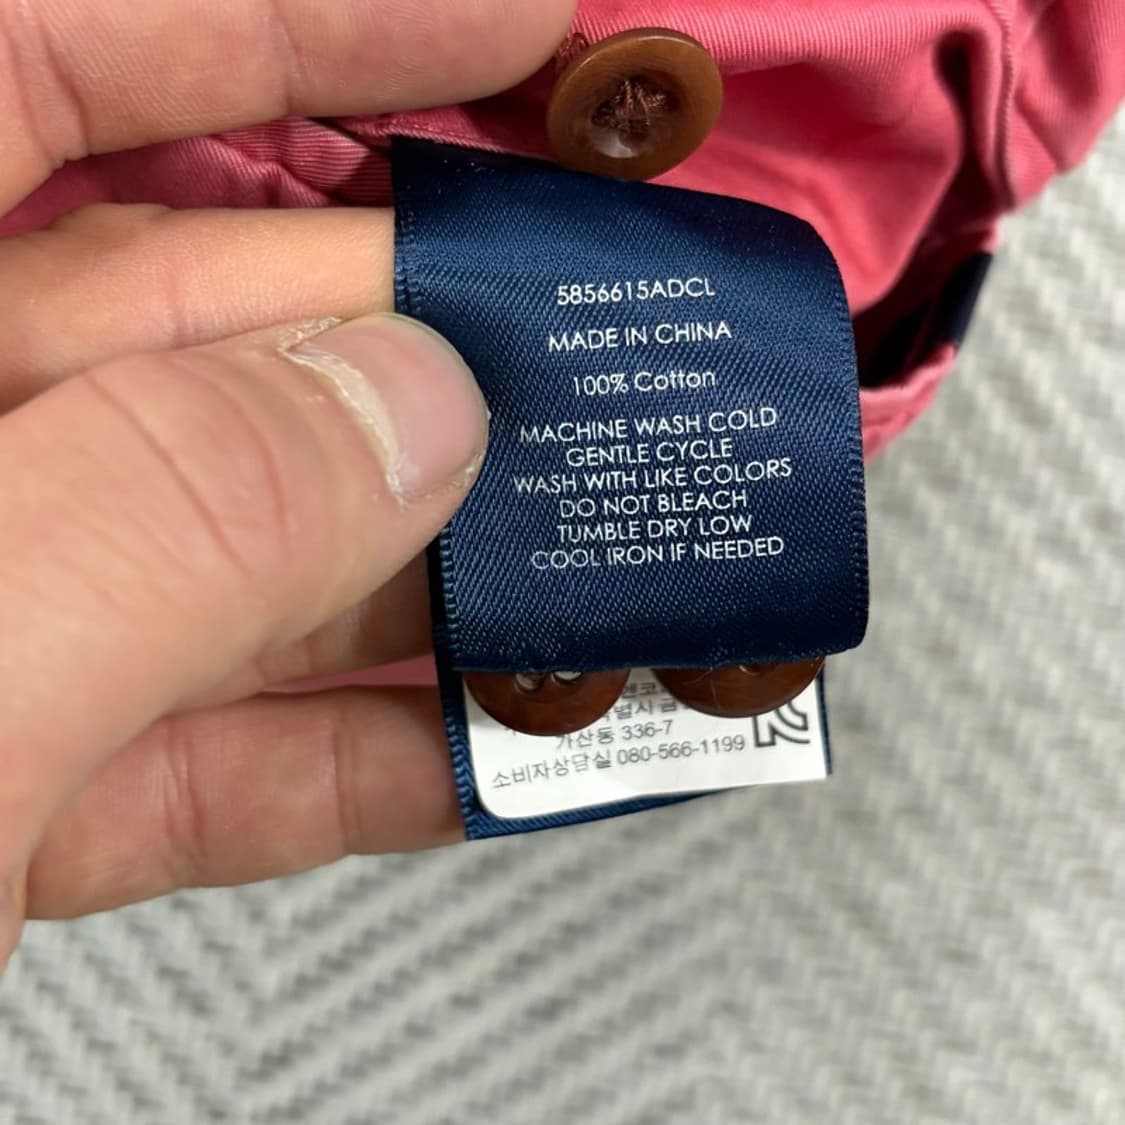 5856615ADCL
MADE IN CHINA
100% Cotton
MACHINE WASH COLD
GENTLE CYCLE
WASH WITH LIKE COLORS
DO NOT BLEACH
TUMBLE DRY LOW
COOL IRON IF NEEDED
가산동 336-7
소비자상담실 080-566-1199